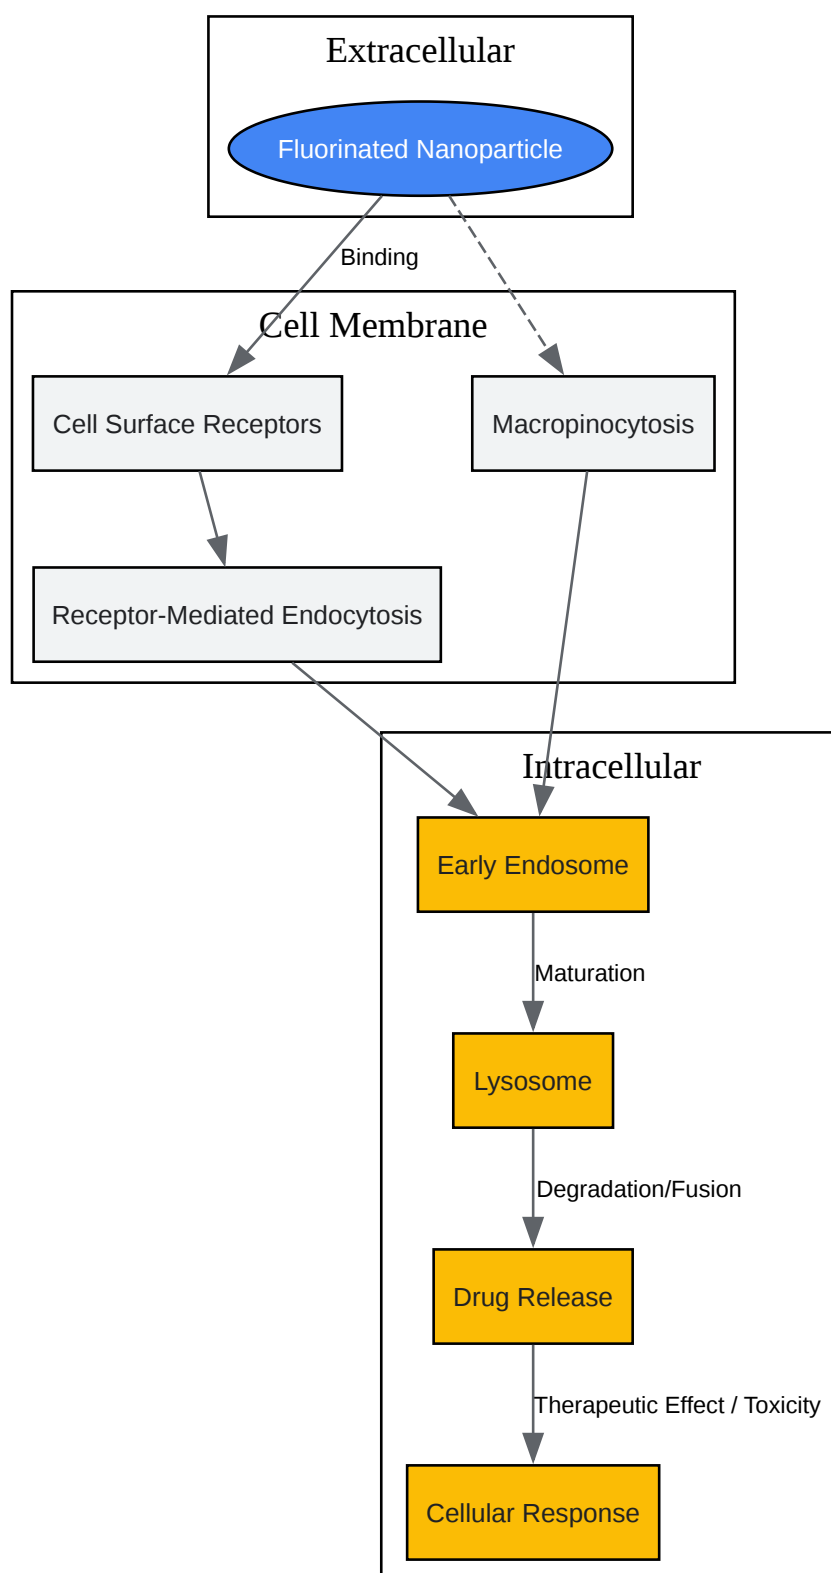 Extracellular
Fluorinated Nanoparticle
Binding
Cell Membrane
Cell Surface Receptors
Macropinocytosis
Receptor-Mediated Endocytosis
Intracellular
Early Endosome
Maturation
Lysosome
Degradation/Fusion
Drug Release
Therapeutic Effect / Toxicity
Cellular Response